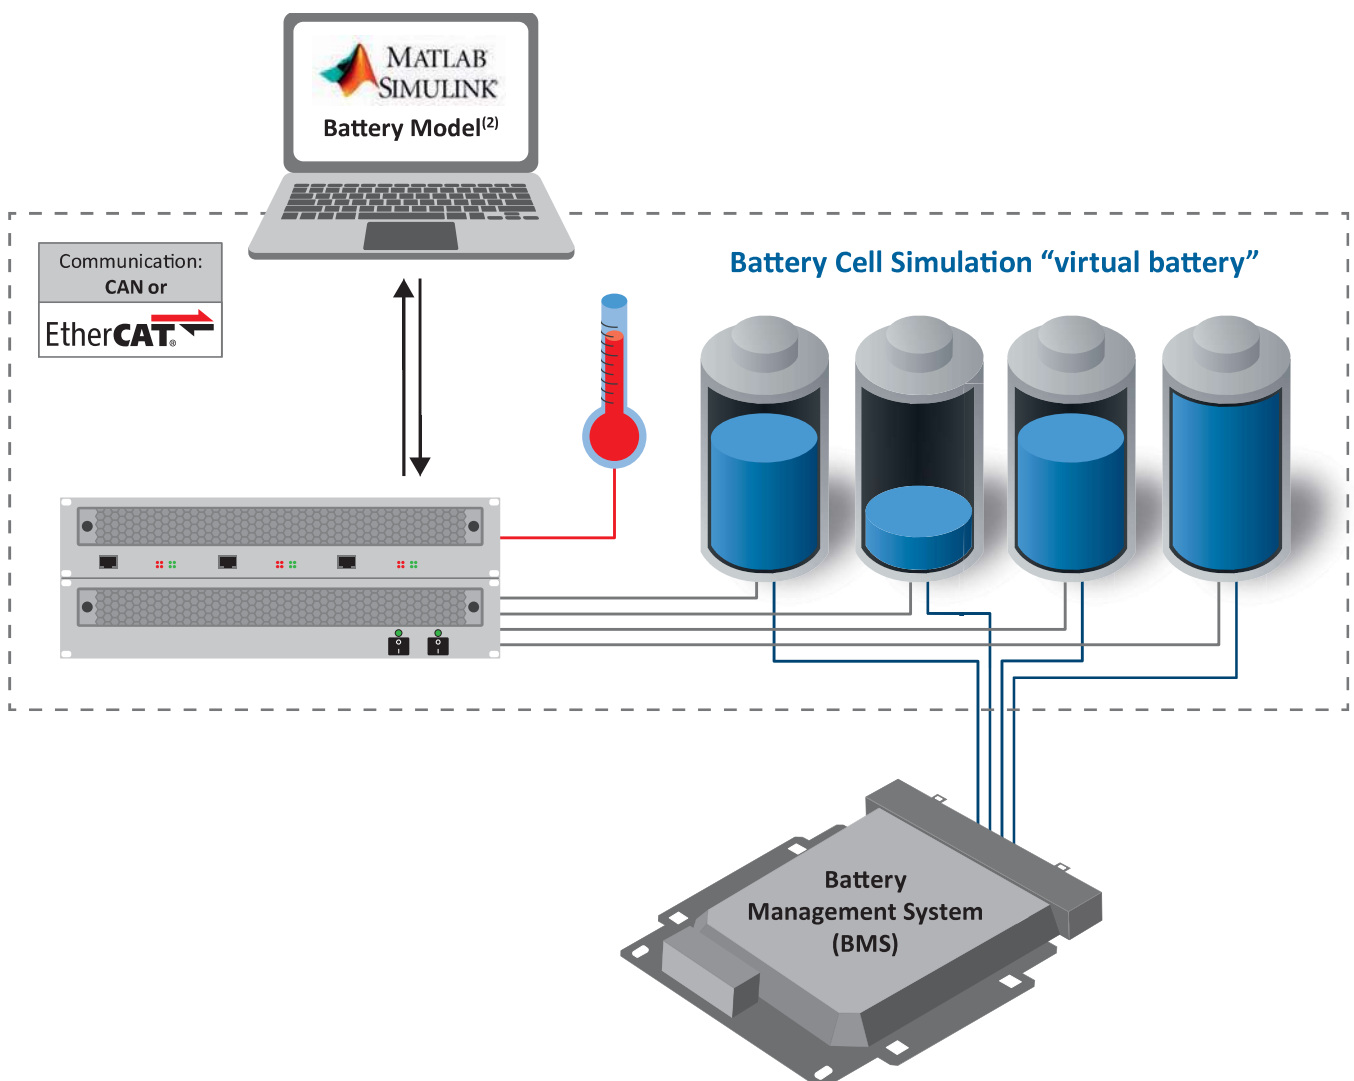 MATLAB
SIMULINK
Battery Model(2)
Communication:
CAN or
EtherCAT®
Battery Cell Simulation “virtual battery”
Battery
Management System
(BMS)